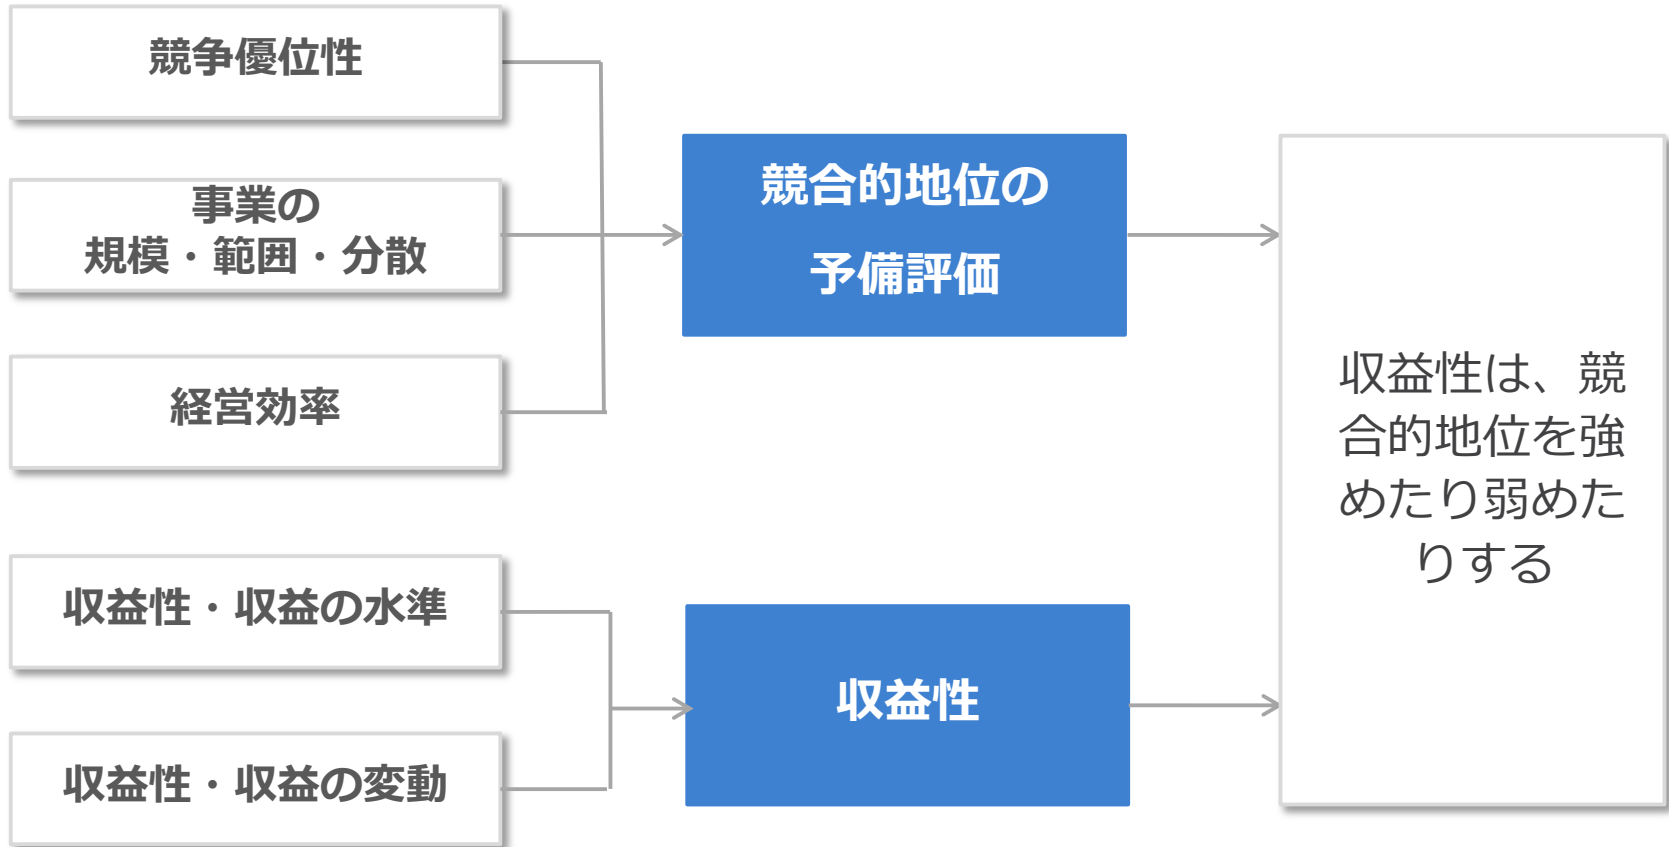 競争優位性
事業の
規模・範囲・分散
経営効率
競合的地位の
予備評価
収益性・収益の水準
収益性・収益の変動
収益性
収益性は、競
合的地位を強
めたり弱めた
りする